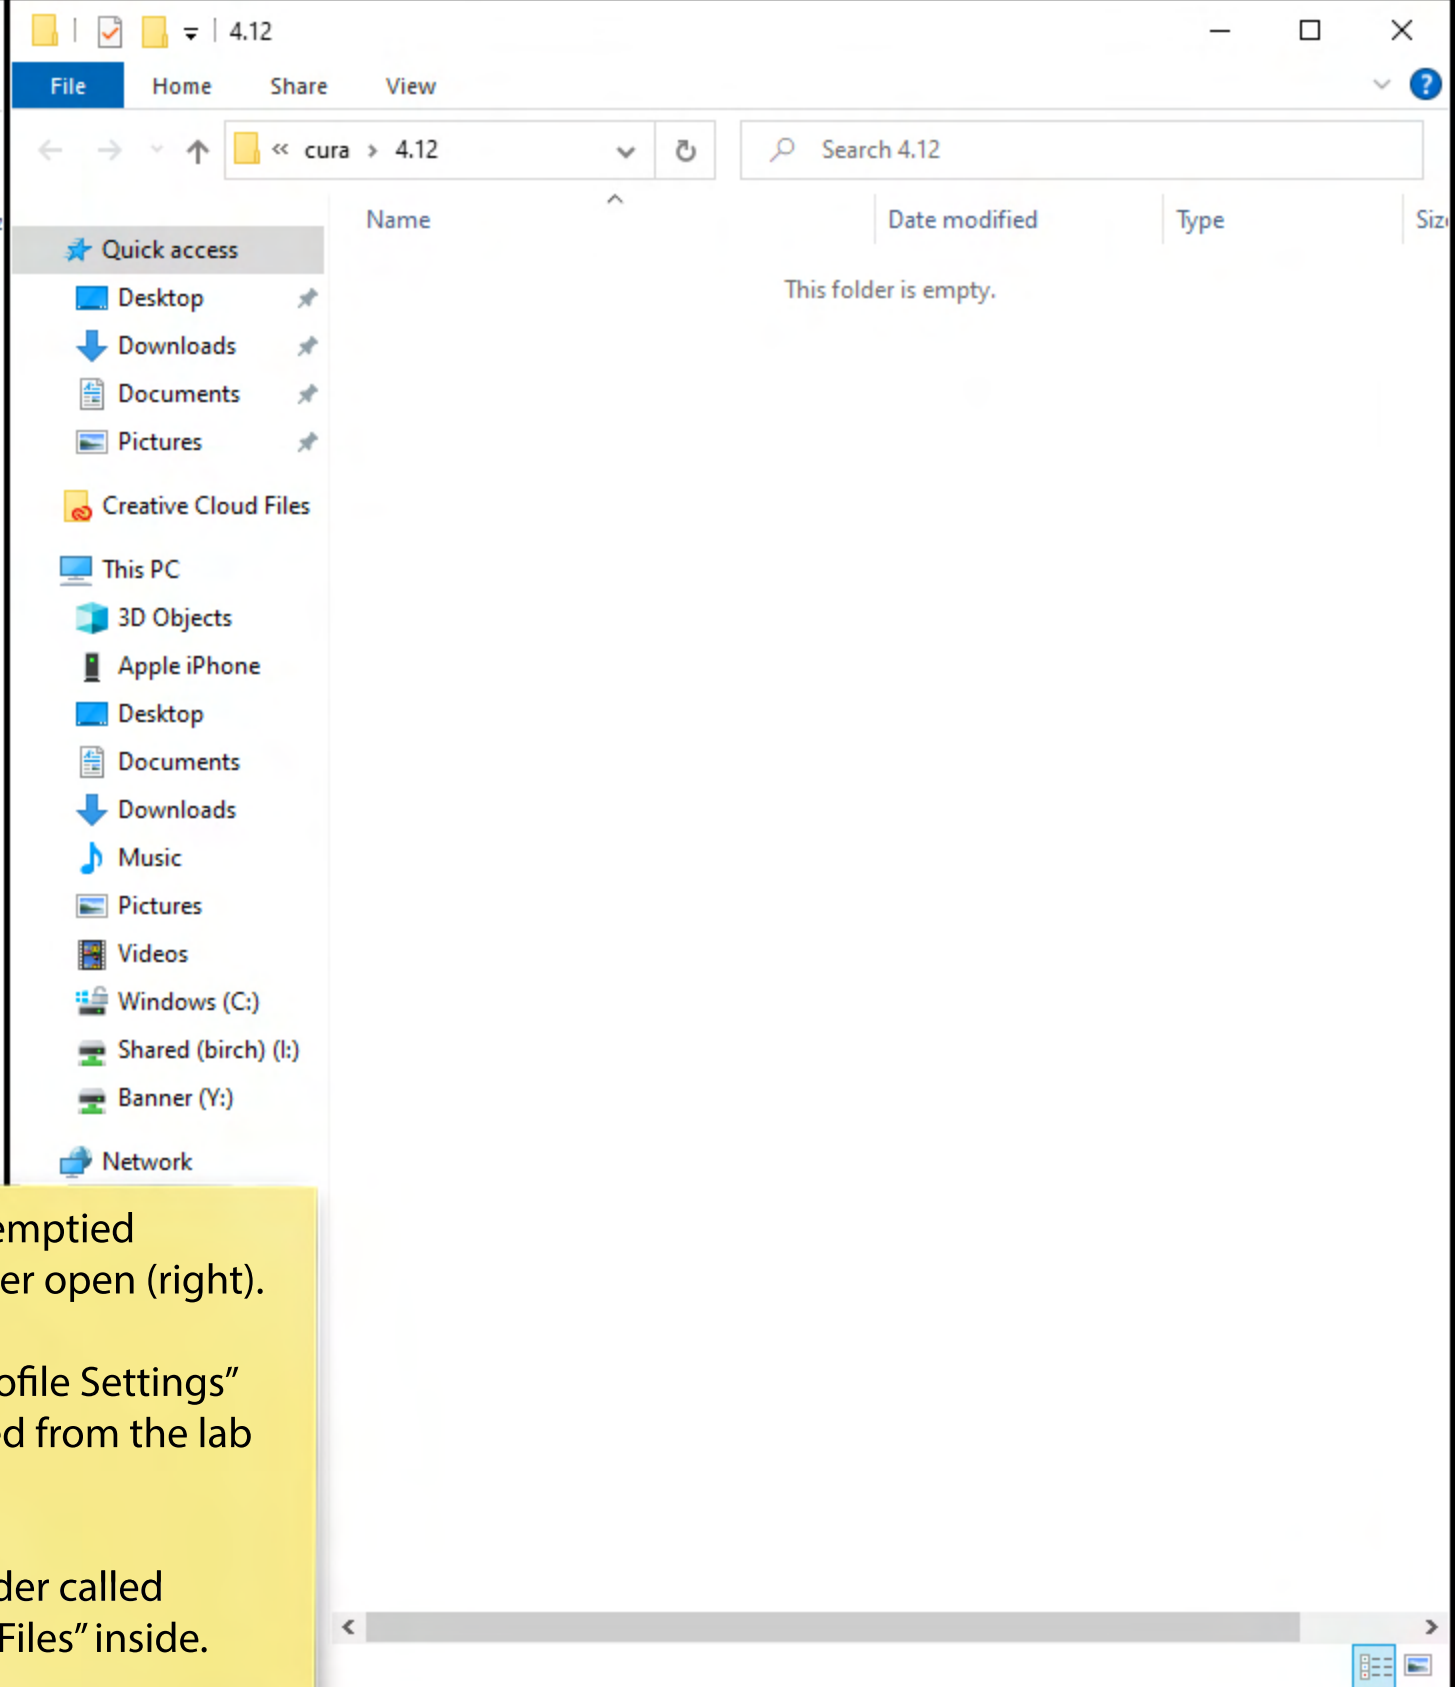 4.12
File Home Share View
« cura > 4.12 Search 4.12
Name Date modified Type
Quick access
This folder is empty.
Desktop
Downloads
Documents
Pictures
Creative Cloud Files
This PC
3D Objects
Apple iPhone
Desktop
Documents
Downloads
Music
Pictures
Videos
Windows (C:)
Shared (birch) (I:)
Banner (Y:)
Network
emptied
er open (right).
ofile Settings”
ed from the lab
der called
Files” inside.